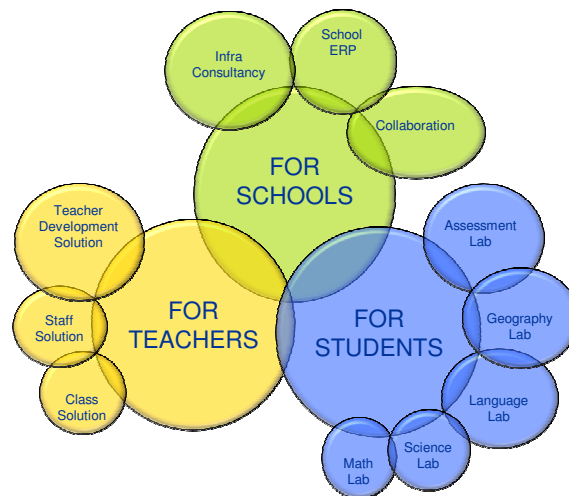 School
ERP
Infra
Consultancy
Collaboration
FOR
SCHOOLS
Teacher
Development
Solution
Staff
Solution
Class
Solution
FOR
TEACHERS
FOR
STUDENTS
Assessment
Lab
Geography
Lab
Language
Lab
Science
Lab
Math
Lab